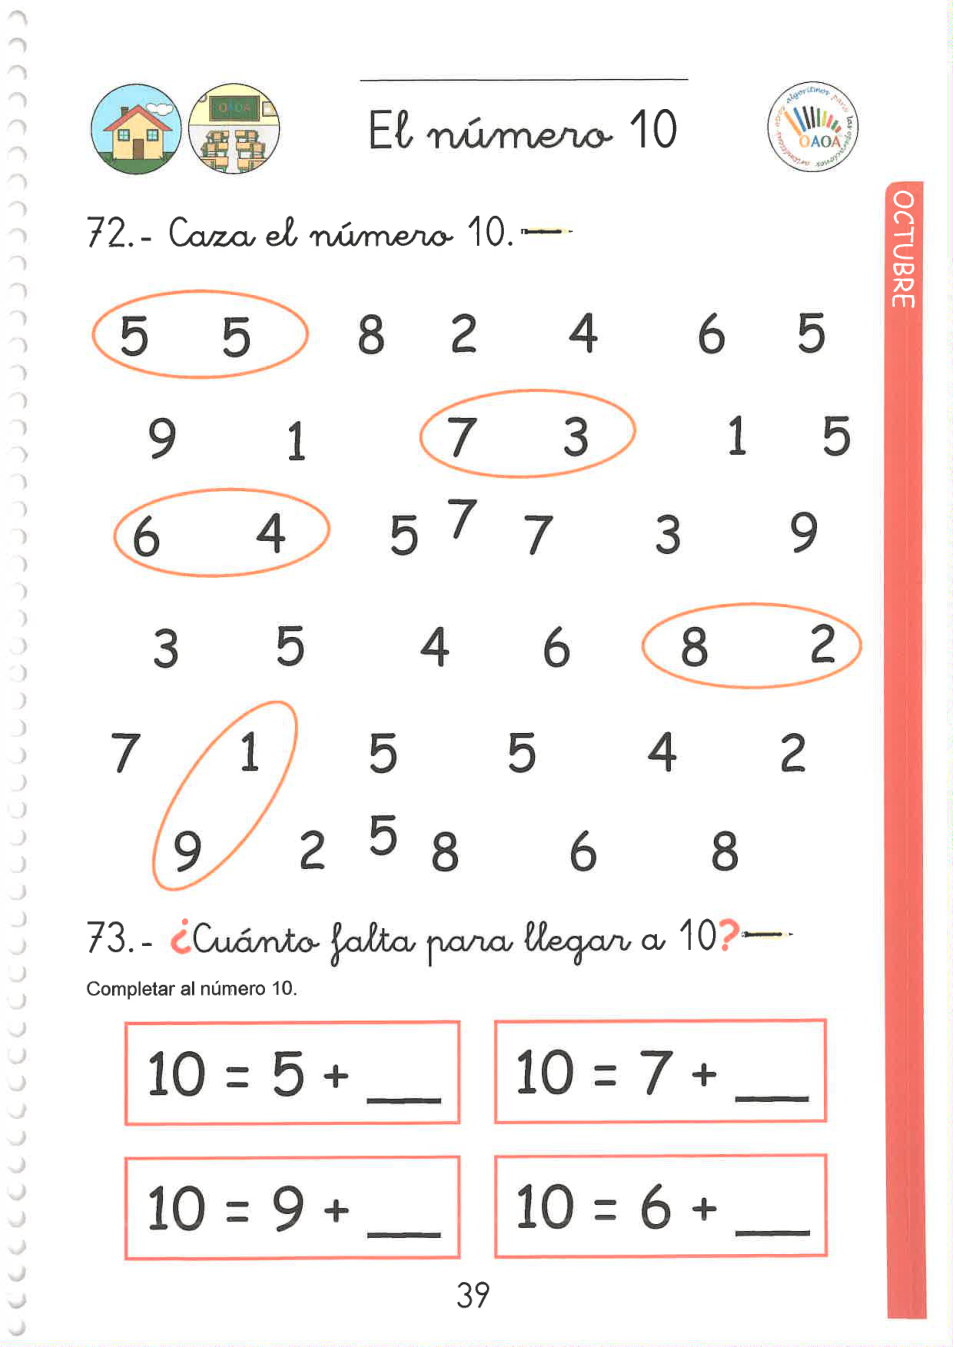 El número 10
OAOA
OCTUBRE
72.- Caza el número 10.
5 5 8 2 4 6 5
9 1 7 3 1 5
6 4 5 7 7 3 9
3 5 4 6 8 2
7 1 5 5 4 2
9 2 5 8 6 8
73.- ¿Cuánto falta para llegar a 10?
Completar al número 10.
10 = 5 + __ 10 = 7 + __
10 = 9 + __ 10 = 6 + __
39